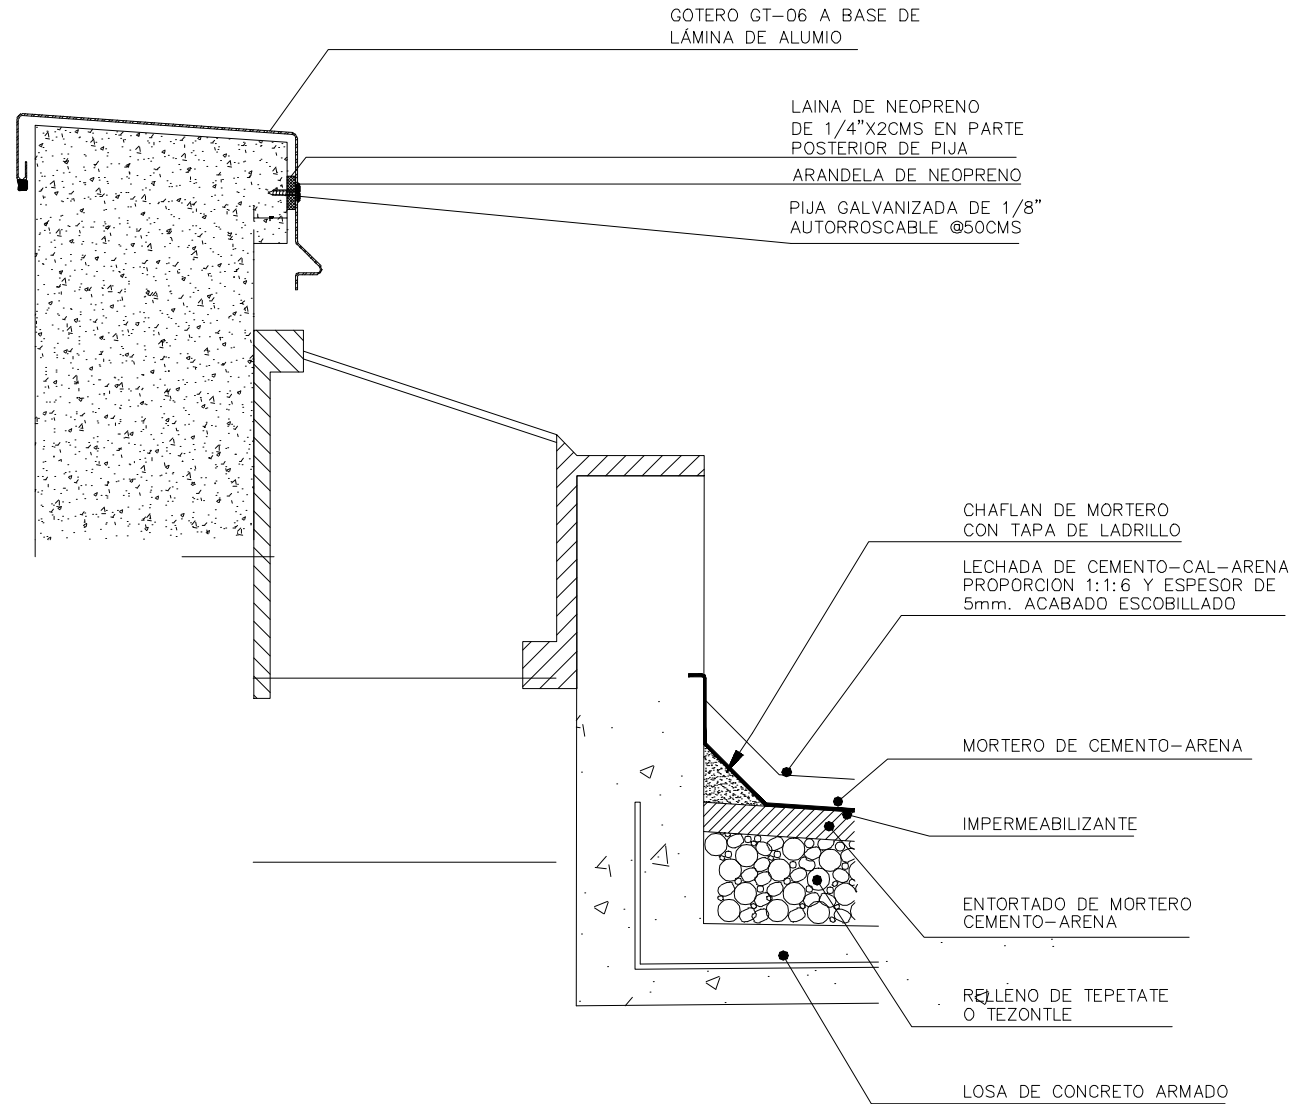 GOTERO GT-06 A BASE DE
LÁMINA DE ALUMIO
LAINA DE NEOPRENO
DE 1/4"X2CMS EN PARTE
POSTERIOR DE PIJA
ARANDELA DE NEOPRENO
PIJA GALVANIZADA DE 1/8"
AUTORROSCABLE @50CMS
CHAFLAN DE MORTERO
CON TAPA DE LADRILLO
LECHADA DE CEMENTO-CAL-ARENA
PROPORCION 1:1:6 Y ESPESOR DE
5mm. ACABADO ESCOBILLADO
MORTERO DE CEMENTO-ARENA
IMPERMEABILIZANTE
ENTORTADO DE MORTERO
CEMENTO-ARENA
RELLENO DE TEPETATE
O TEZONTLE
LOSA DE CONCRETO ARMADO